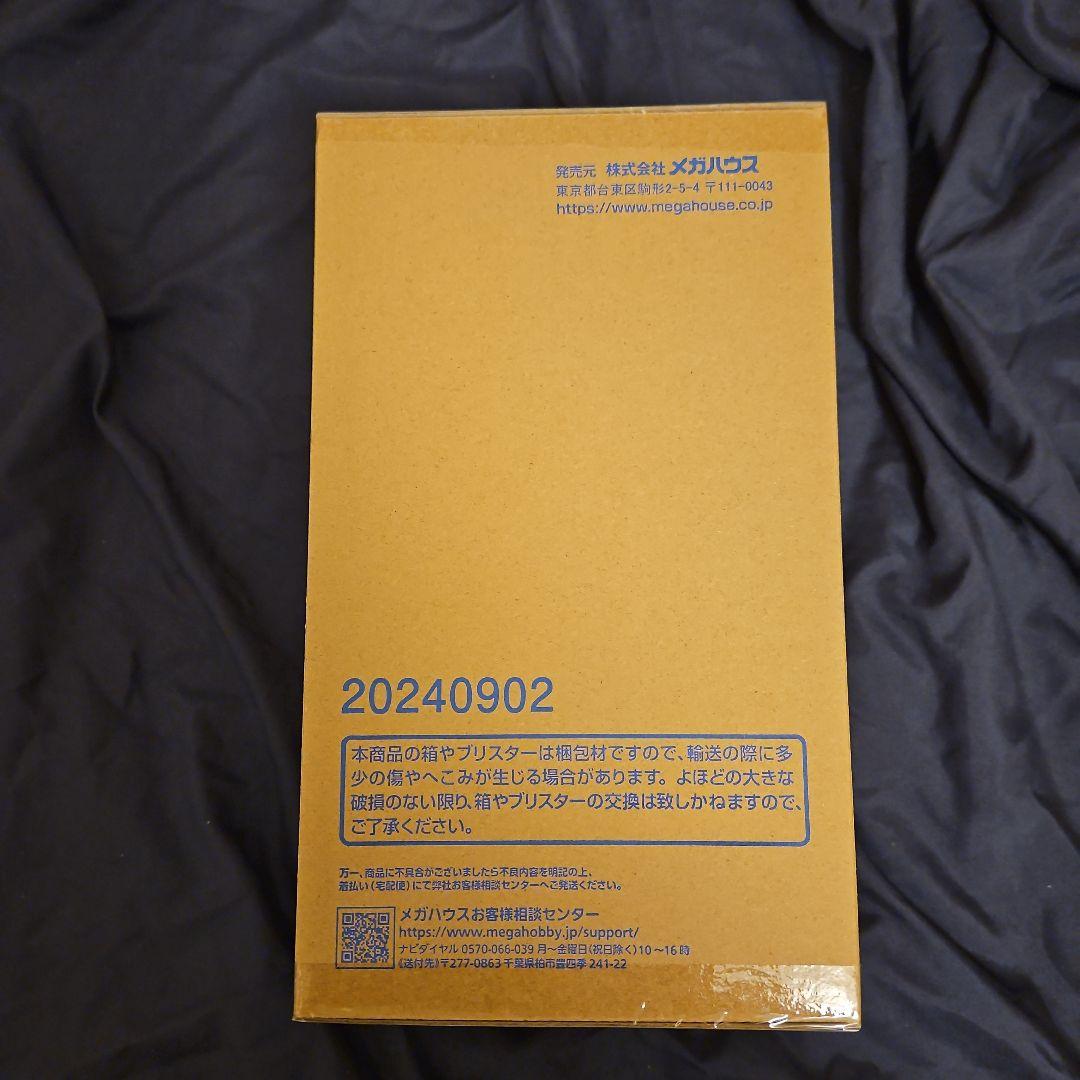 発売元 株式会社 メガハウス
東京都台東区駒形2-5-4 〒111-0043
https://www.megahouse.co.jp
20240902
本商品の箱やブリスターは梱包材ですので、輸送の際に多
少の傷やへこみが生じる場合があります。よほどの大きな
破損のない限り、箱やブリスターの交換は致しかねますので、
ご了承ください。
万一、商品に不具合がございましたら不良内容を明記の上、
着払い(宅配便)にて弊社お客様相談センターへご発送ください。
メガハウスお客様相談センター
https://www.megahobby.jp/support/
ナビダイヤル 0570-066-039 月～金曜日(祝日除く)10～16時
《送付先》〒277-0863 千葉県柏市豊四季 241-22